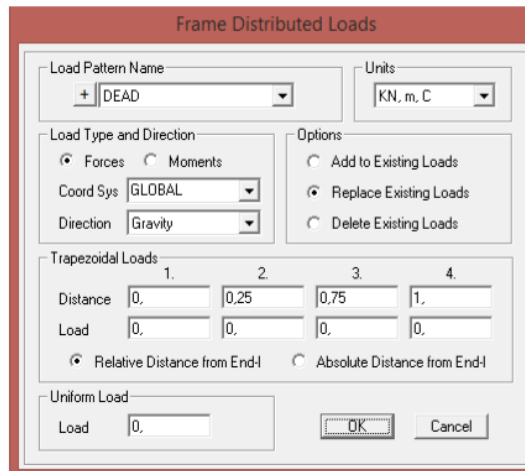 Frame Distributed Loads
Load Pattern Name
+ DEAD
Units
KN, m, C
Load Type and Direction
Forces Moments
Coord Sys GLOBAL
Direction Gravity
Options
Add to Existing Loads
Replace Existing Loads
Delete Existing Loads
Trapezoidal Loads
1. 2. 3. 4.
Distance 0, 0,25 0,75 1,
Load 0, 0, 0, 0,
Relative Distance from End-I Absolute Distance from End-I
Uniform Load
Load 0,
OK Cancel